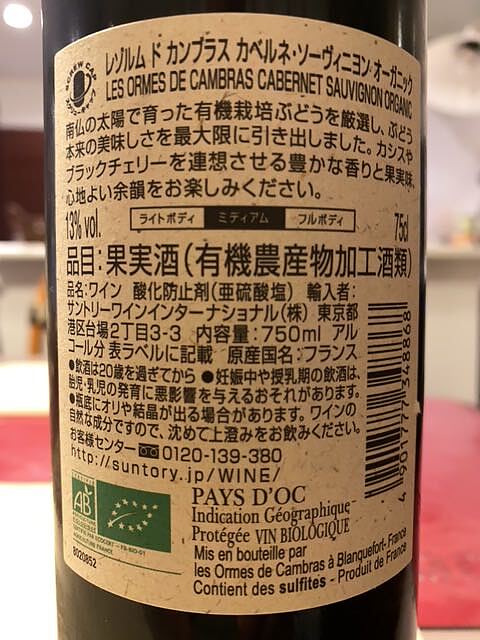 SCREW CAP
レゾルム ド カンブラス カベルネ・ソーヴィニヨン・オーガニック
LES ORMES DE CAMBRAS CABERNET SAUVIGNON ORGANIC
南仏の太陽で育った有機栽培ぶどうを厳選し、ぶどう
本来の美味しさを最大限に引き出しました。カシスや
ブラックチェリーを連想させる豊かな香りと果実味、
心地よい余韻をお楽しみください。
13% vol. ライトボディ ミディアム フルボディ 75cl
品目:果実酒(有機農産物加工酒類)
品名:ワイン 酸化防止剤(亜硫酸塩) 輸入者:
サントリーワインインターナショナル(株) 東京都
港区台場2丁目3-3 内容量:750ml アル
コール分 表ラベルに記載 原産国名:フランス
●飲酒は20歳を過ぎてから ●妊娠中や授乳期の飲酒は、
胎児・乳児の発育に悪影響を与えるおそれがあります。
●瓶底にオリや結晶が出る場合があります。ワインの
自然な成分ですので、沈めて上澄みをお飲みください。
お客様センター 0120-139-380
http://suntory.jp/WINE/
4 901777 348868
AB
AGRICULTURE
BIOLOGIQUE
CERTIFIÉ PAR ECOCERT - FR-BIO-01
AGRICULTURE FRANCE
8020852
PAYS D'OC
Indication Géographique
Protégée VIN BIOLOGIQUE
Mis en bouteille par
les Ormes de Cambras à Blanquefort- France
Contient des sulfites - Produit de France